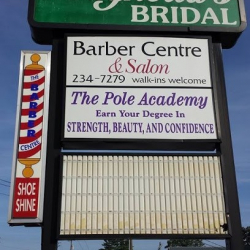 BRIDAL
Barber Centre
& Salon
234-7279 walk-ins welcome
The Pole Academy
Earn Your Degree In
STRENGTH, BEAUTY, AND CONFIDENCE
THE
BARBER
CENTRE
SHOE
SHINE